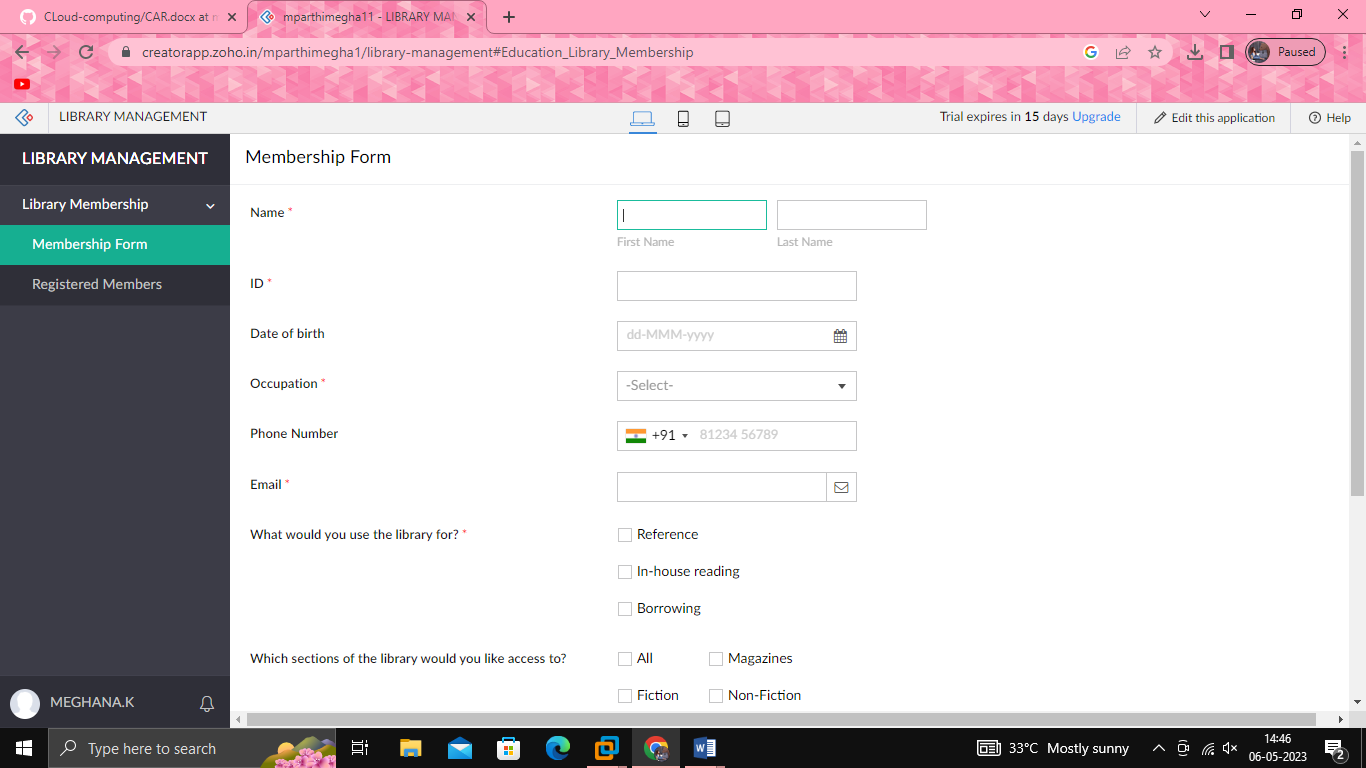 CLoud-computing/CAR.docx at m
mparthimegha11 - LIBRARY MA
creatorapp.zoho.in/mparthimegha1/library-management#Education_Library_Membership
Paused
LIBRARY MANAGEMENT
Trial expires in 15 days Upgrade
Edit this application
Help
LIBRARY MANAGEMENT
Library Membership
Membership Form
Registered Members
MEGHANA.K
Membership Form
Name *
First Name
Last Name
ID *
Date of birth
dd-MMM-yyyy
Occupation *
-Select-
Phone Number
+91
81234 56789
Email *
What would you use the library for? *
Reference
In-house reading
Borrowing
Which sections of the library would you like access to?
All
Magazines
Fiction
Non-Fiction
Type here to search
33°C Mostly sunny
14:46
06-05-2023
2